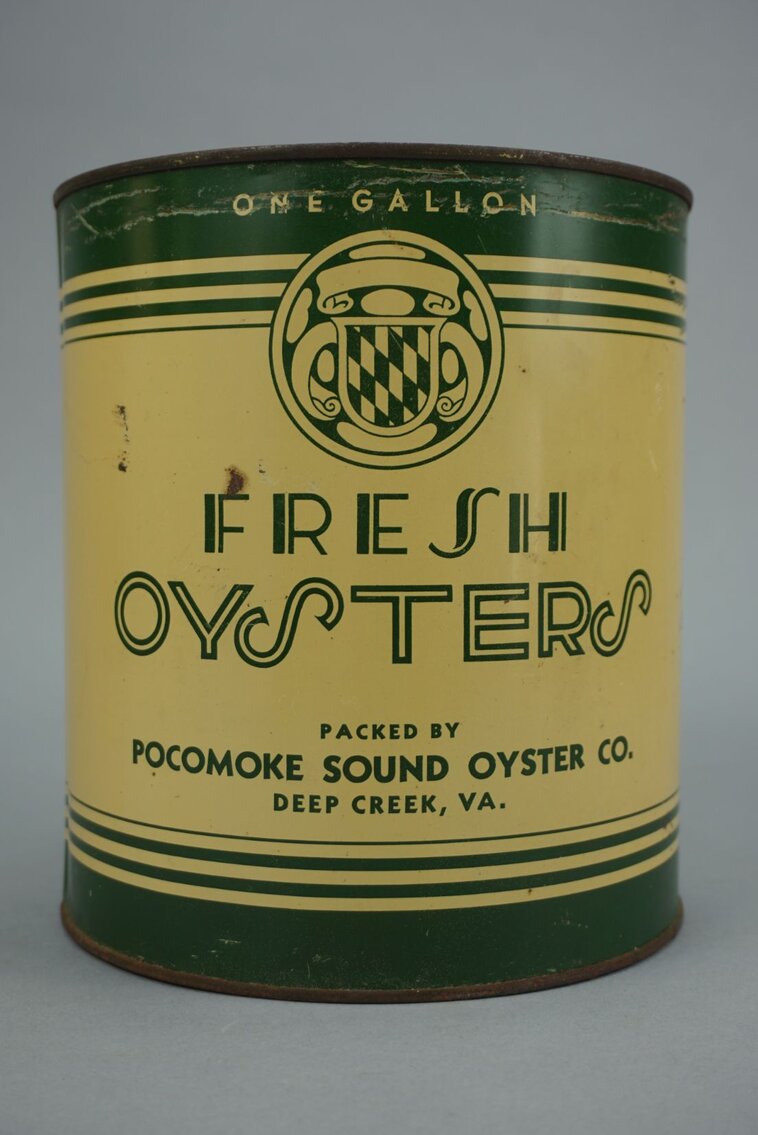 ONE GALLON
FRESH
OYSTERS
PACKED BY
POCOMOKE SOUND OYSTER CO.
DEEP CREEK, VA.